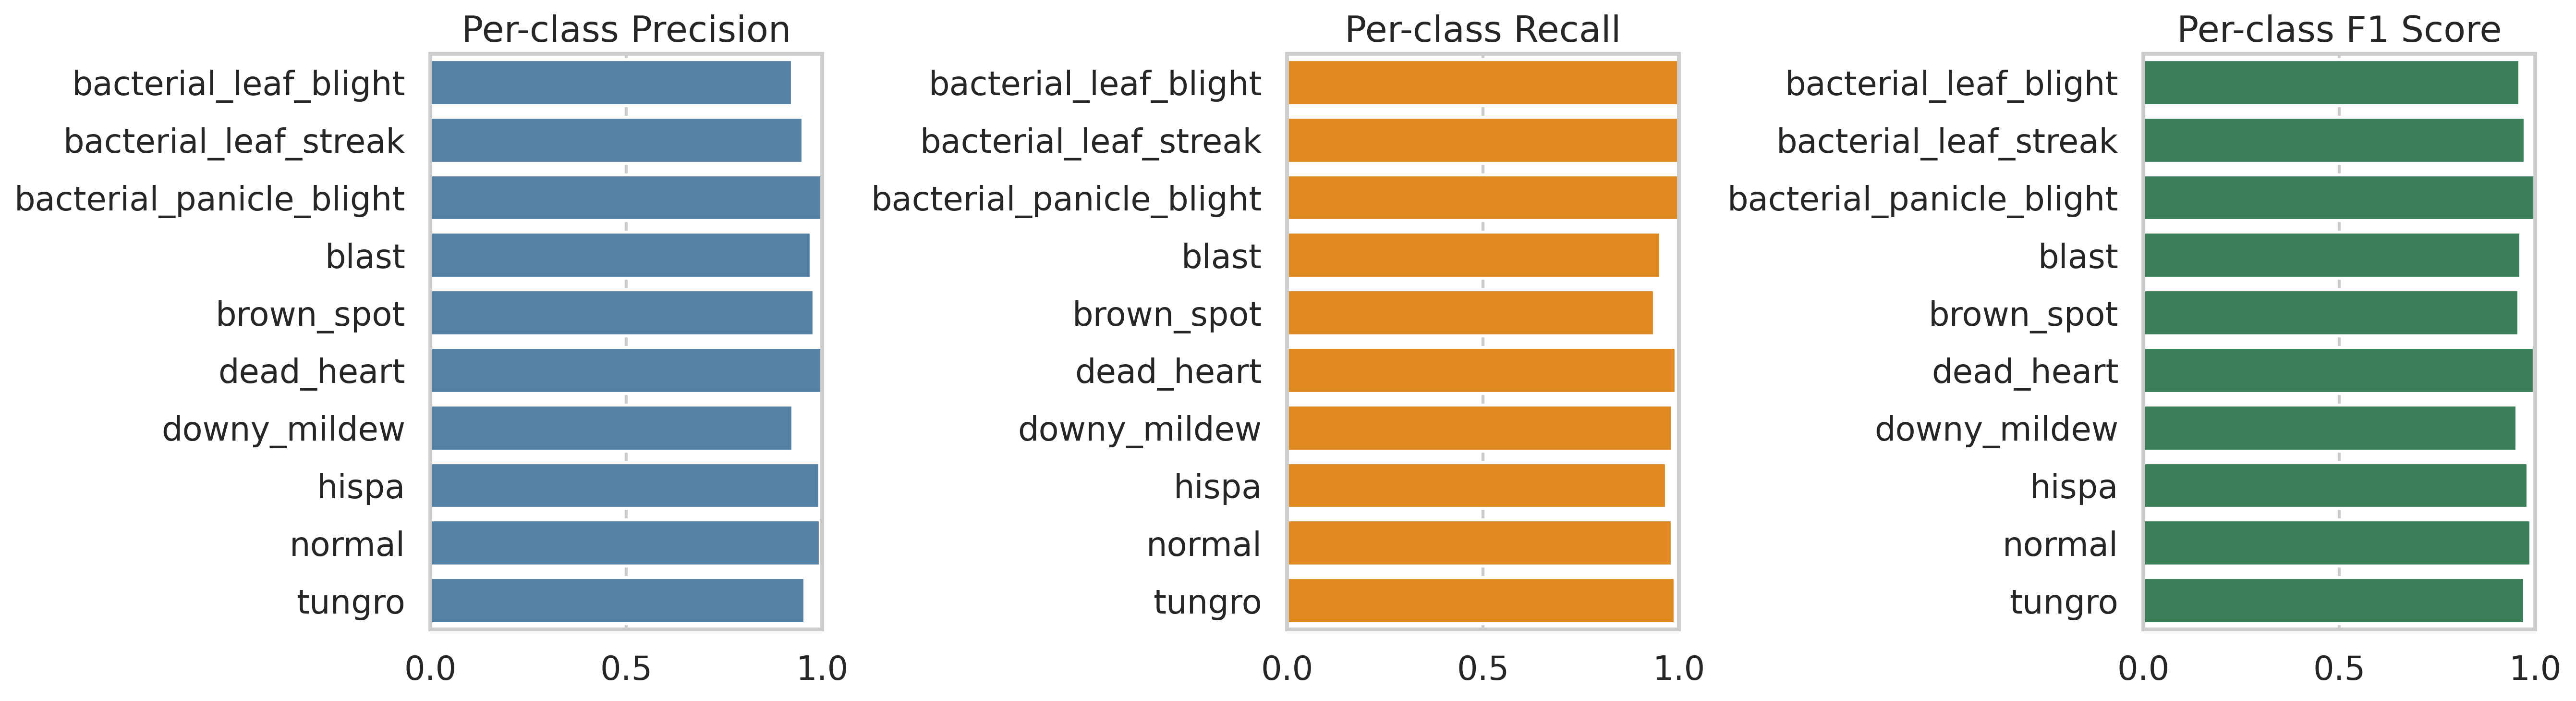 Per-class Precision
bacterial_leaf_blight
bacterial_leaf_streak
bacterial_panicle_blight
blast
brown_spot
dead_heart
downy_mildew
hispa
normal
tungro
0.0 0.5 1.0
Per-class Recall
bacterial_leaf_blight
bacterial_leaf_streak
bacterial_panicle_blight
blast
brown_spot
dead_heart
downy_mildew
hispa
normal
tungro
0.0 0.5 1.0
Per-class F1 Score
bacterial_leaf_blight
bacterial_leaf_streak
bacterial_panicle_blight
blast
brown_spot
dead_heart
downy_mildew
hispa
normal
tungro
0.0 0.5 1.0